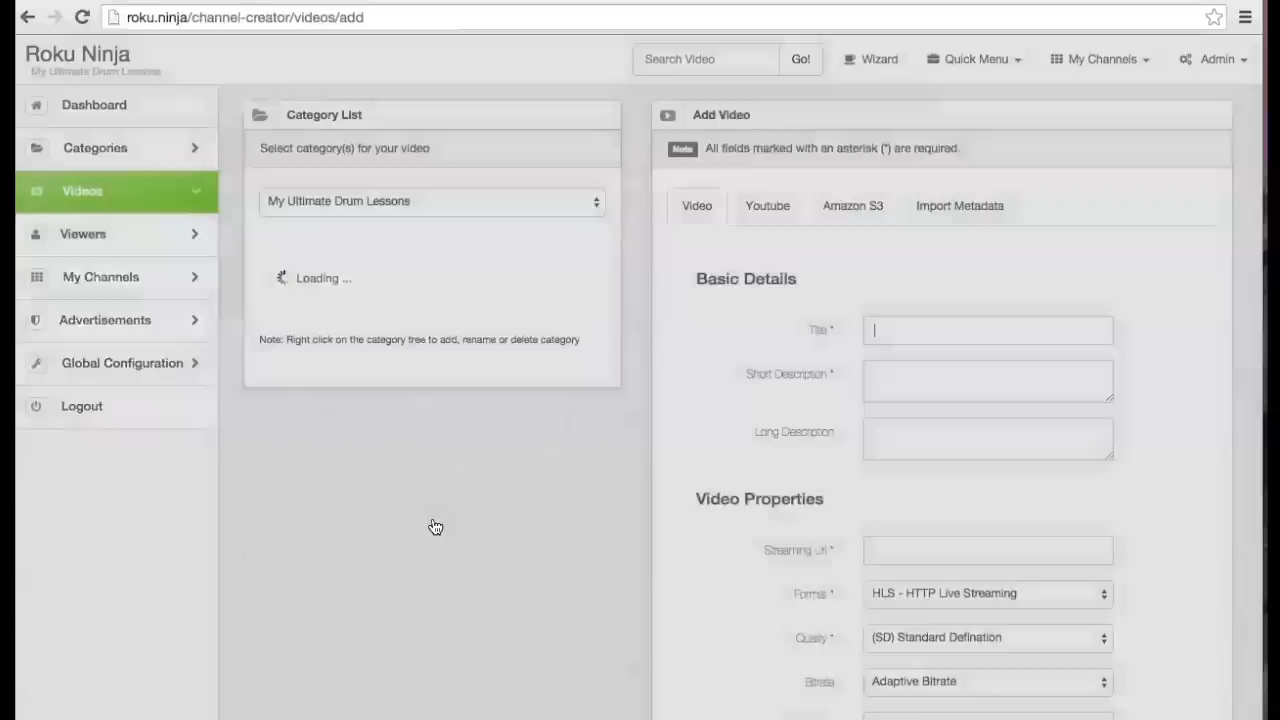 roku.ninja/channel-creator/videos/add
Roku Ninja
My Ultimate Drum Lessons
Search Video
Go!
Wizard
Quick Menu
My Channels
Admin
Dashboard
Categories
Videos
Viewers
My Channels
Advertisements
Global Configuration
Logout
Category List
Select category(s) for your video
My Ultimate Drum Lessons
Loading ...
Note: Right click on the category tree to add, rename or delete category
Add Video
Note All fields marked with an asterisk (*) are required.
Video Youtube Amazon S3 Import Metadata
Basic Details
Title *
Short Description *
Long Description
Video Properties
Streaming Url *
Format * HLS - HTTP Live Streaming
Quality * (SD) Standard Defination
Bitrate Adaptive Bitrate